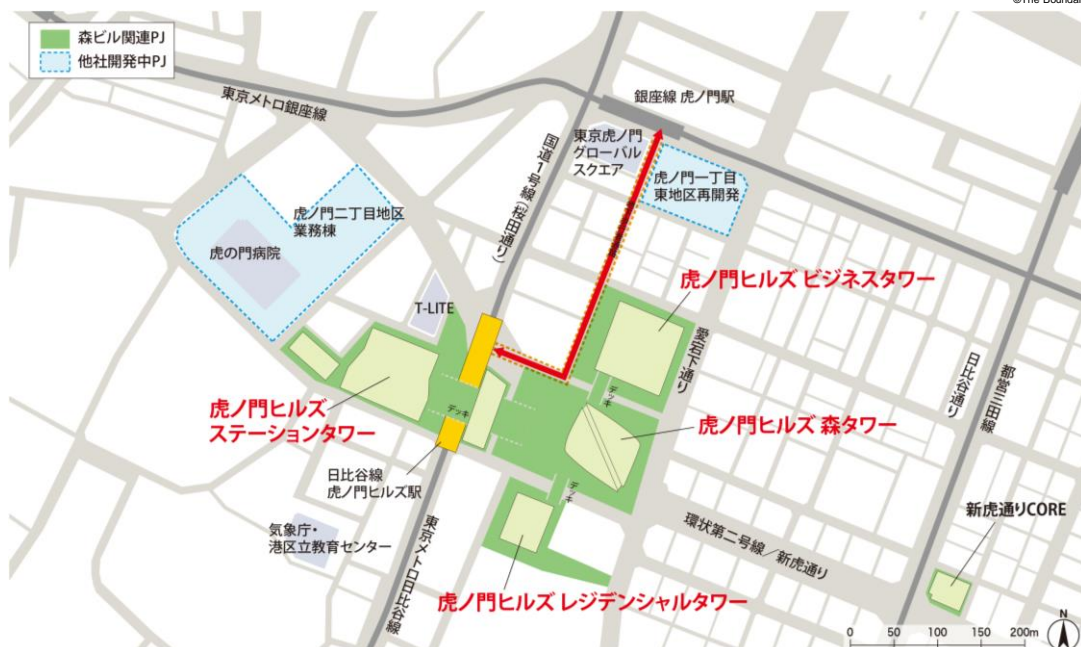 ©The Boundary
森ビル関連PJ
他社開発中PJ
東京メトロ銀座線
銀座線 虎ノ門駅
国道1号線(桜田通り)
東京虎ノ門
グローバル
スクエア
虎ノ門一丁目
東地区再開発
虎ノ門二丁目地区
業務棟
虎の門病院
T-LITE
虎ノ門ヒルズ ビジネスタワー
愛宕下通り
日比谷通り
都営三田線
デッキ
虎ノ門ヒルズ
ステーションタワー
デッキ
虎ノ門ヒルズ 森タワー
日比谷線
虎ノ門ヒルズ駅
デッキ
新虎通りCORE
気象庁・
港区立教育センター
東京メトロ日比谷線
環状第二号線/新虎通り
虎ノ門ヒルズ レジデンシャルタワー
0 50 100 150 200m
N